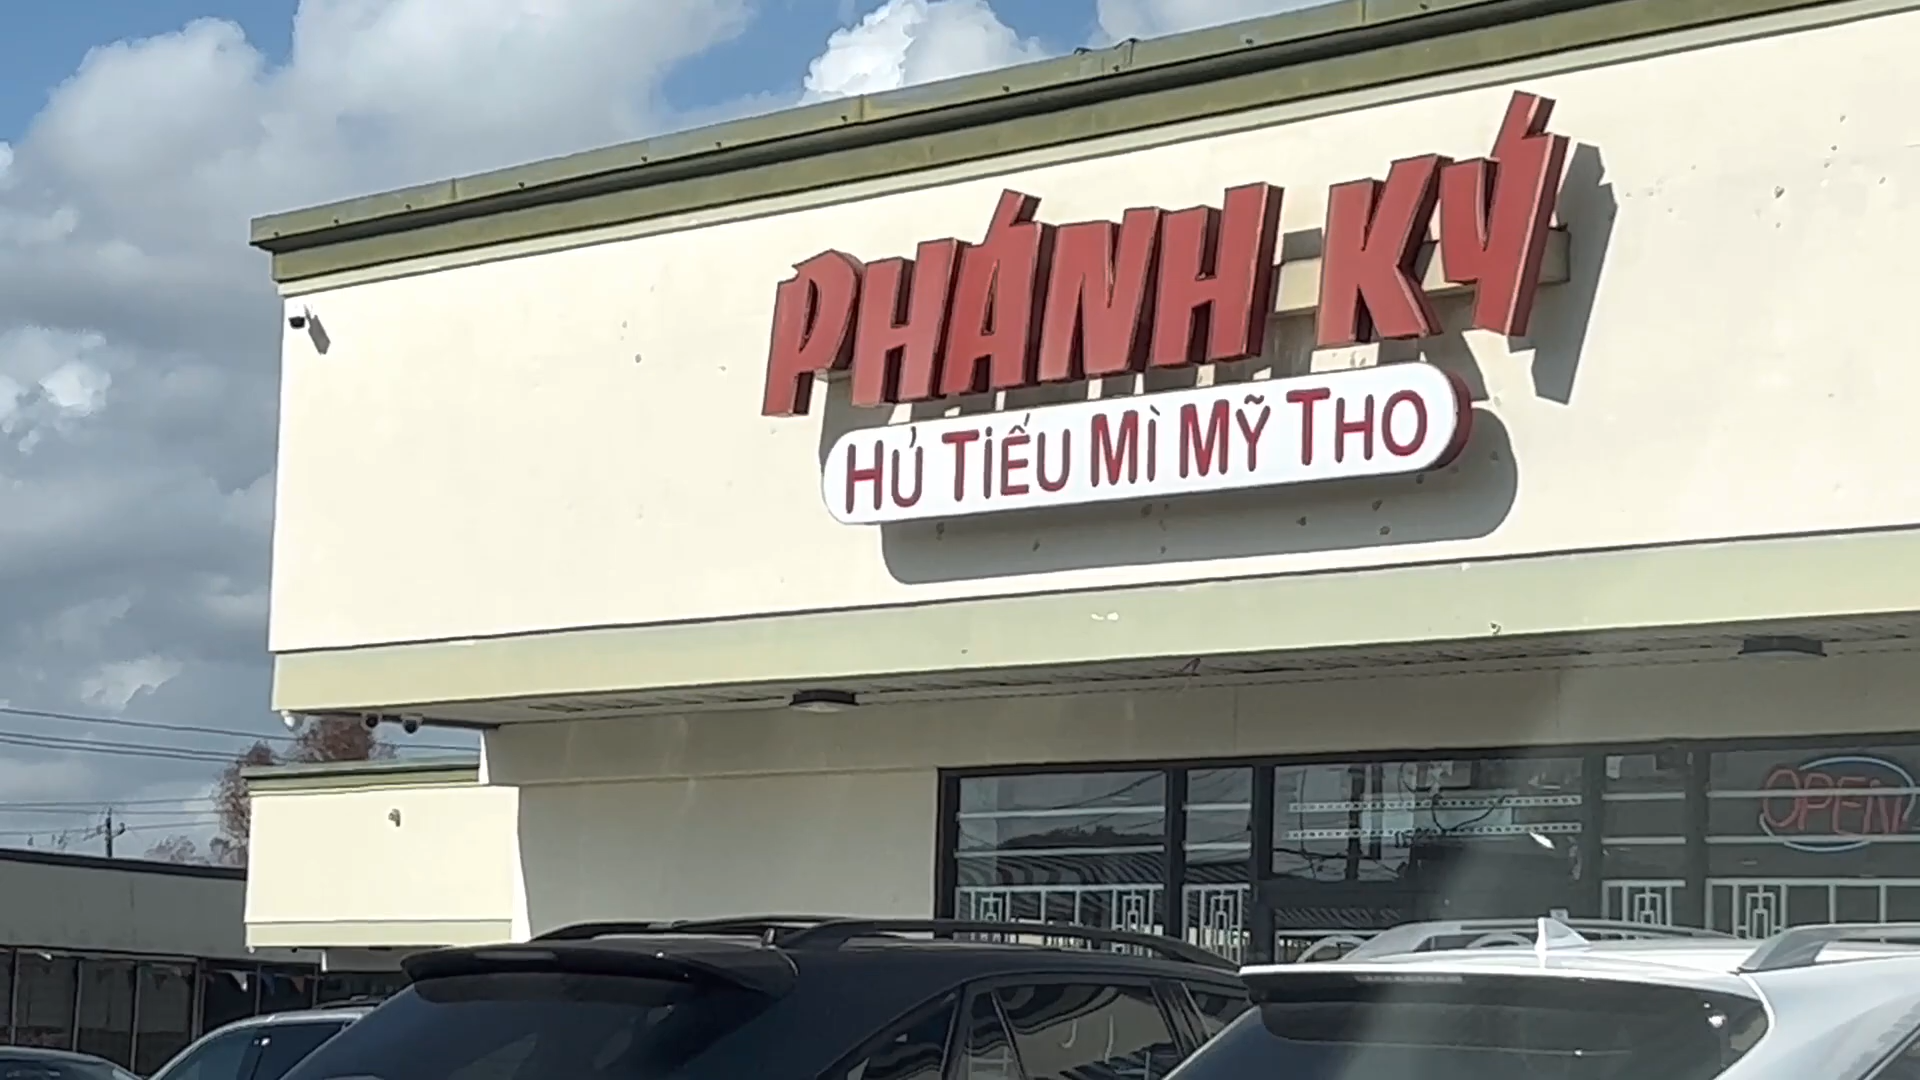 PHÁNH KÝ
HỦ TIẾU MÌ MỸ THO
OPEN